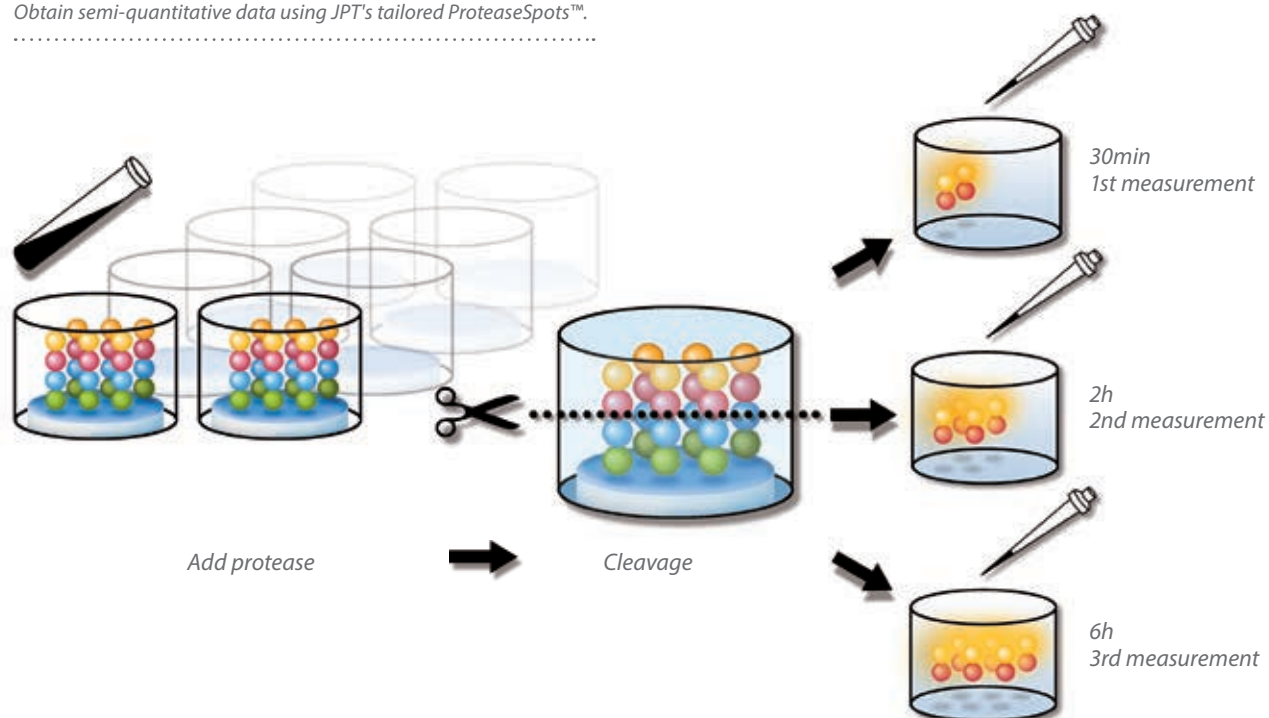 Obtain semi-quantitative data using JPT's tailored ProteaseSpots™.
30min
1st measurement
2h
2nd measurement
Add protease
Cleavage
6h
3rd measurement